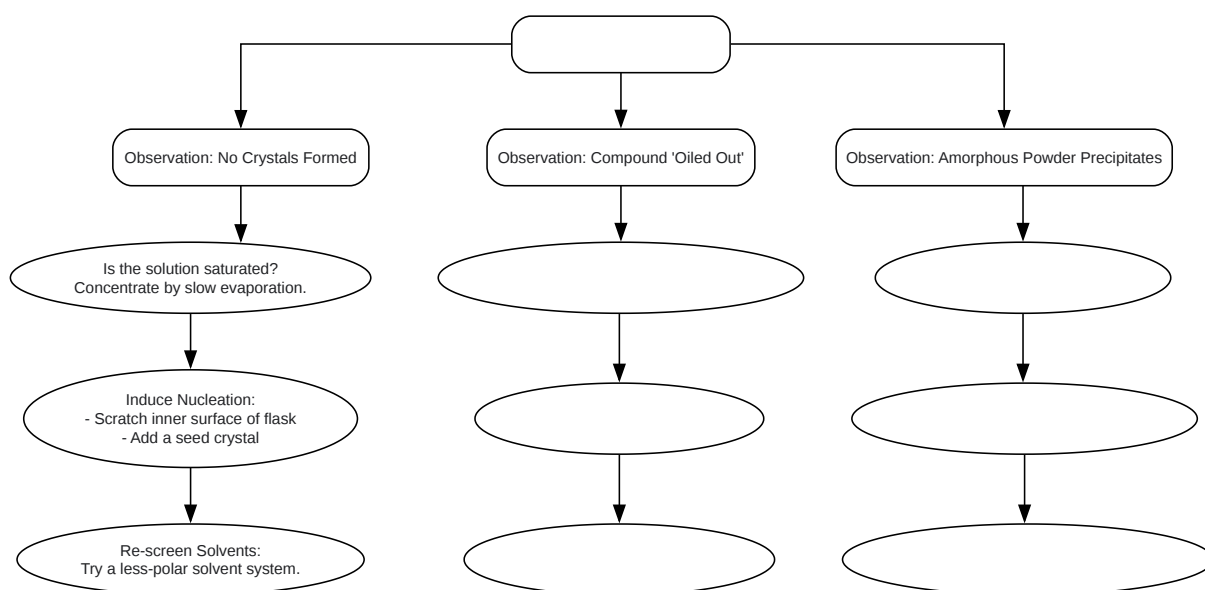 Observation: No Crystals Formed
Observation: Compound 'Oiled Out'
Observation: Amorphous Powder Precipitates
Is the solution saturated?
Concentrate by slow evaporation.
Induce Nucleation:
- Scratch inner surface of flask
- Add a seed crystal
Re-screen Solvents:
Try a less-polar solvent system.